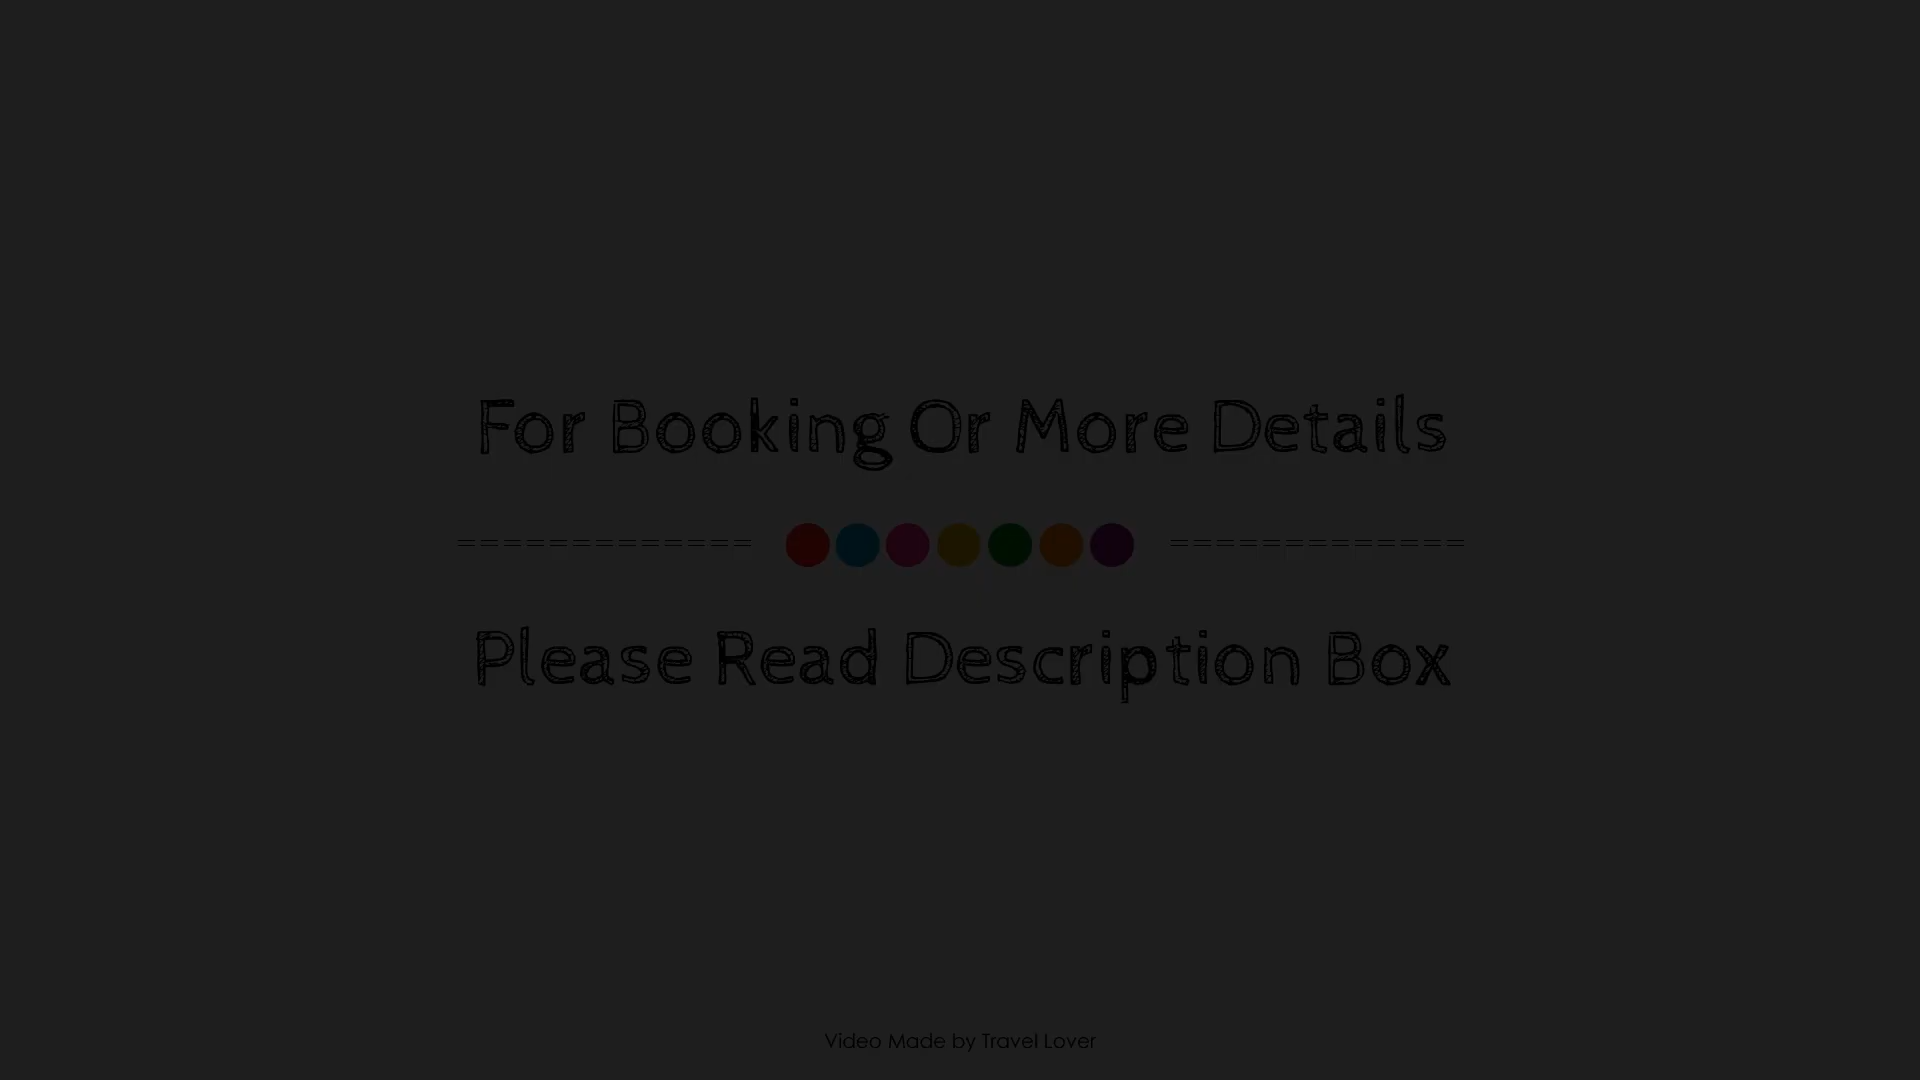 For Booking Or More Details
============= =============
Please Read Description Box
Video Made by Travel Lover